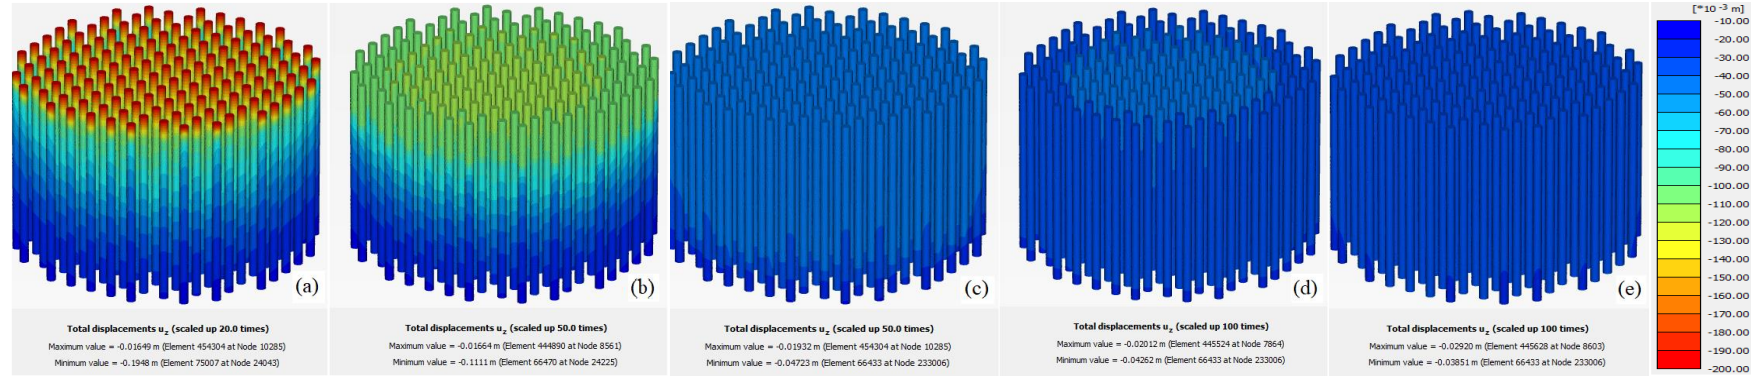 (a)
Total displacements u_z (scaled up 20.0 times)
Maximum value = -0.01649 m (Element 454304 at Node 10285)
Minimum value = -0.1948 m (Element 75007 at Node 24043)
(b)
Total displacements u_z (scaled up 50.0 times)
Maximum value = -0.01664 m (Element 444890 at Node 8561)
Minimum value = -0.1111 m (Element 66470 at Node 24225)
(c)
Total displacements u_z (scaled up 50.0 times)
Maximum value = -0.01932 m (Element 454304 at Node 10285)
Minimum value = -0.04723 m (Element 66433 at Node 233006)
(d)
Total displacements u_z (scaled up 100 times)
Maximum value = -0.02012 m (Element 445524 at Node 7864)
Minimum value = -0.04262 m (Element 66433 at Node 233006)
(e)
Total displacements u_z (scaled up 100 times)
Maximum value = -0.02920 m (Element 445628 at Node 8603)
Minimum value = -0.03851 m (Element 66433 at Node 233006)
[*10⁻³ m]
-10.00
-20.00
-30.00
-40.00
-50.00
-60.00
-70.00
-80.00
-90.00
-100.00
-110.00
-120.00
-130.00
-140.00
-150.00
-160.00
-170.00
-180.00
-190.00
-200.00